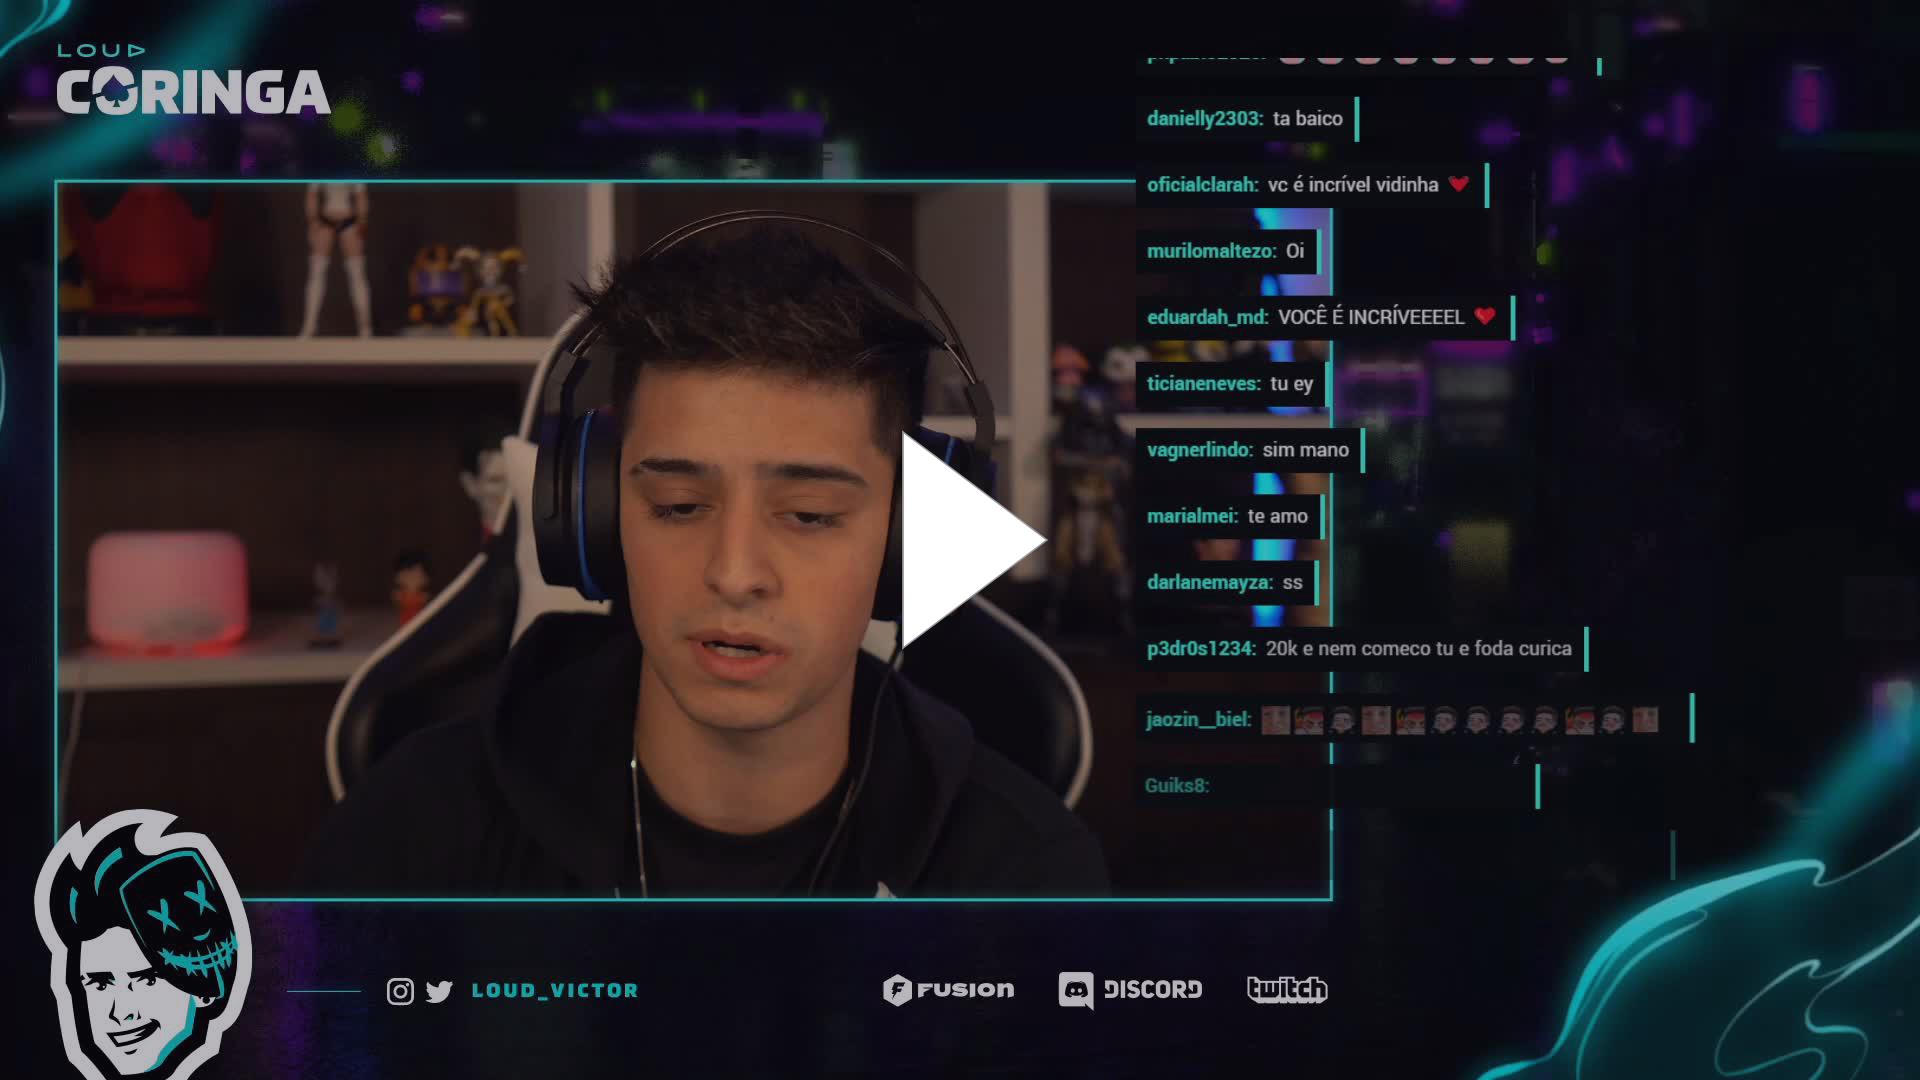 LOUD
CORINGA
danielly2303: ta baico
oficialclarah: vc é incrível vidinha
murilomaltezo: Oi
eduardah_md: VOCÊ É INCRÍVEEEEL
ticianeneves: tu ey
vagnerlindo: sim mano
marialmei: te amo
darlanemayza: ss
p3dr0s1234: 20k e nem comeco tu e foda curica
jaozin__biel:
Guiks8:
LOUD_VICTOR
FUSION
DISCORD
twitch